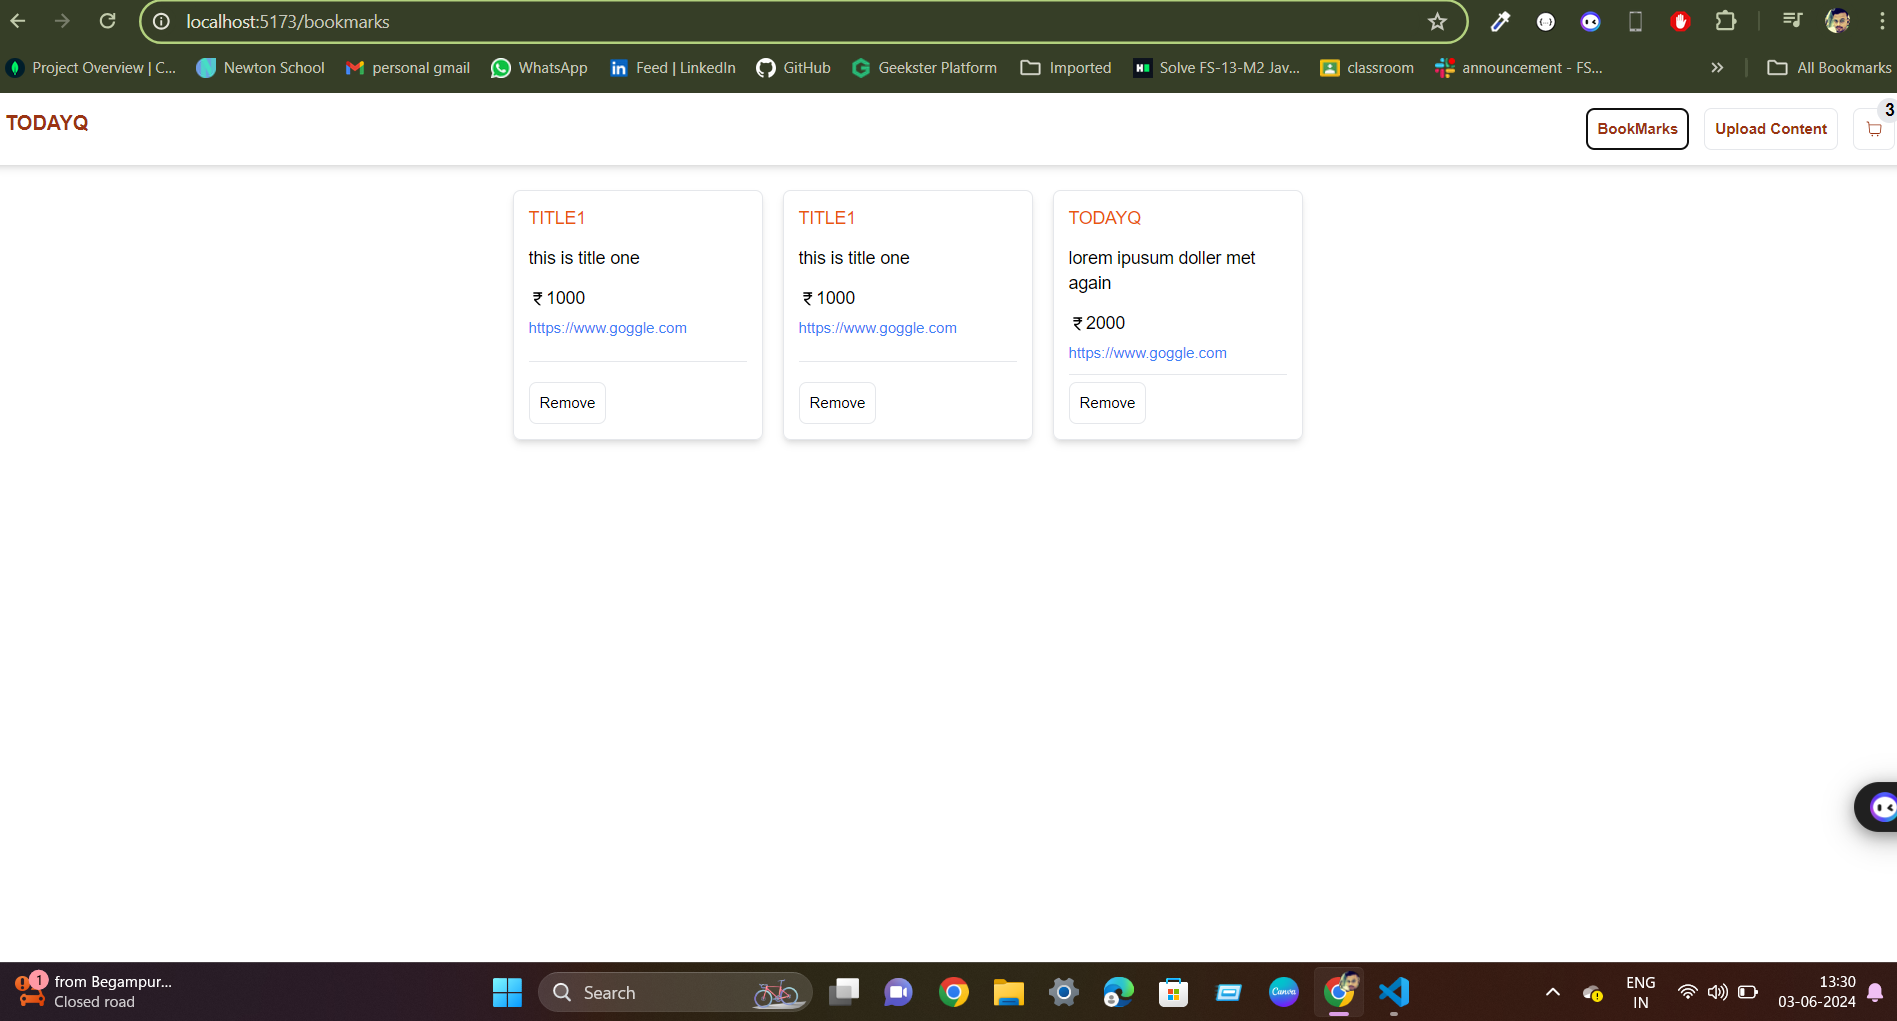 localhost:5173/bookmarks
Project Overview | C...
Newton School
personal gmail
WhatsApp
Feed | LinkedIn
GitHub
Geekster Platform
Imported
Solve FS-13-M2 Jav...
classroom
announcement - FS...
All Bookmarks
TODAYQ
BookMarks
Upload Content
3
TITLE1
this is title one
₹ 1000
https://www.goggle.com
Remove
TITLE1
this is title one
₹ 1000
https://www.goggle.com
Remove
TODAYQ
lorem ipusum doller met
again
₹ 2000
https://www.goggle.com
Remove
1
from Begampur...
Closed road
Search
Canva
ENG
IN
13:30
03-06-2024